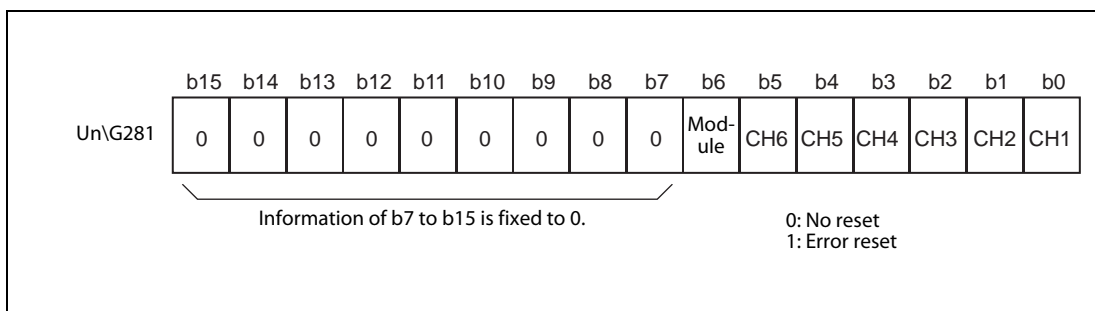 b15 b14 b13 b12 b11 b10 b9 b8 b7 b6 b5 b4 b3 b2 b1 b0
Un\G281 0 0 0 0 0 0 0 0 0 Mod-
ule CH6 CH5 CH4 CH3 CH2 CH1
Information of b7 to b15 is fixed to 0.
0: No reset
1: Error reset